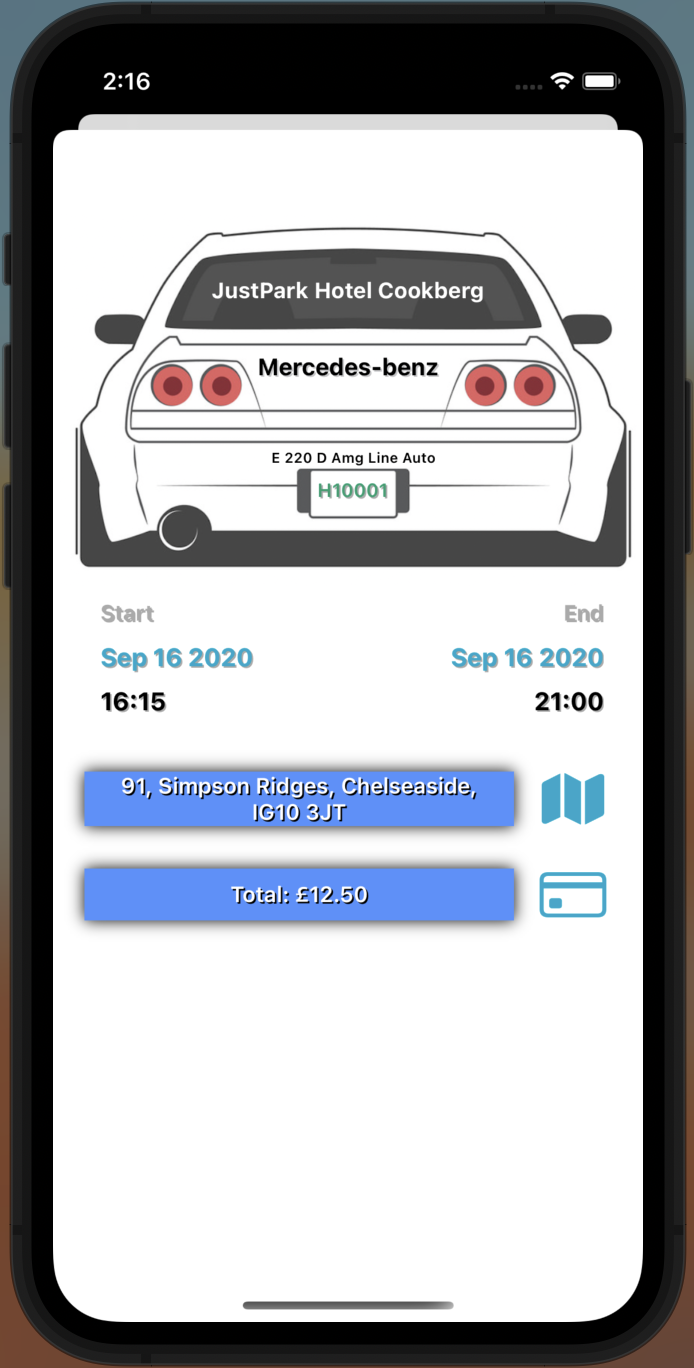 2:16
JustPark Hotel Cookberg
Mercedes-benz
E 220 D Amg Line Auto
H10001
Start End
Sep 16 2020 Sep 16 2020
16:15 21:00
91, Simpson Ridges, Chelseaside,
IG10 3JT
Total: £12.50